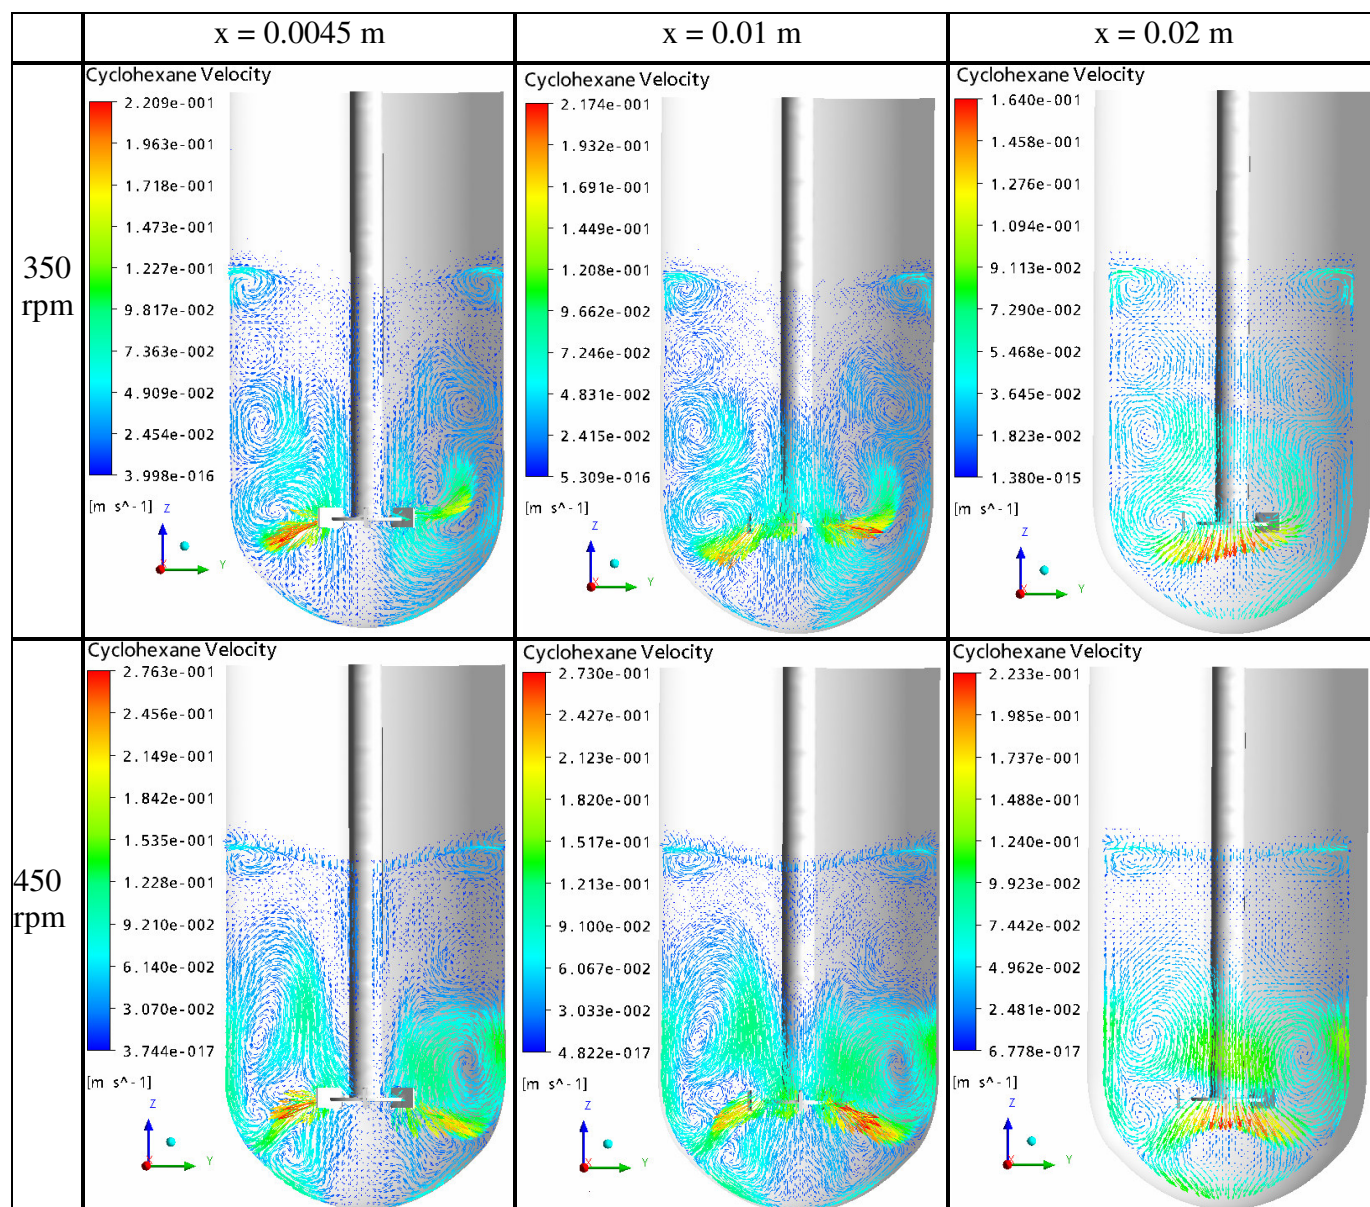 x = 0.0045 m
x = 0.01 m
x = 0.02 m
350
rpm
Cyclohexane Velocity
2.209e-001
1.963e-001
1.718e-001
1.473e-001
1.227e-001
9.817e-002
7.363e-002
4.909e-002
2.454e-002
3.998e-016
[m s^-1]
Z
X
Y
Cyclohexane Velocity
2.174e-001
1.932e-001
1.691e-001
1.449e-001
1.208e-001
9.662e-002
7.246e-002
4.831e-002
2.415e-002
5.309e-016
[m s^-1]
Z
X
Y
Cyclohexane Velocity
1.640e-001
1.458e-001
1.276e-001
1.094e-001
9.113e-002
7.290e-002
5.468e-002
3.645e-002
1.823e-002
1.380e-015
[m s^-1]
Z
X
Y
450
rpm
Cyclohexane Velocity
2.763e-001
2.456e-001
2.149e-001
1.842e-001
1.535e-001
1.228e-001
9.210e-002
6.140e-002
3.070e-002
3.744e-017
[m s^-1]
Z
X
Y
Cyclohexane Velocity
2.730e-001
2.427e-001
2.123e-001
1.820e-001
1.517e-001
1.213e-001
9.100e-002
6.067e-002
3.033e-002
4.822e-017
[m s^-1]
Z
X
Y
Cyclohexane Velocity
2.233e-001
1.985e-001
1.737e-001
1.488e-001
1.240e-001
9.923e-002
7.442e-002
4.962e-002
2.481e-002
6.778e-017
[m s^-1]
Z
X
Y